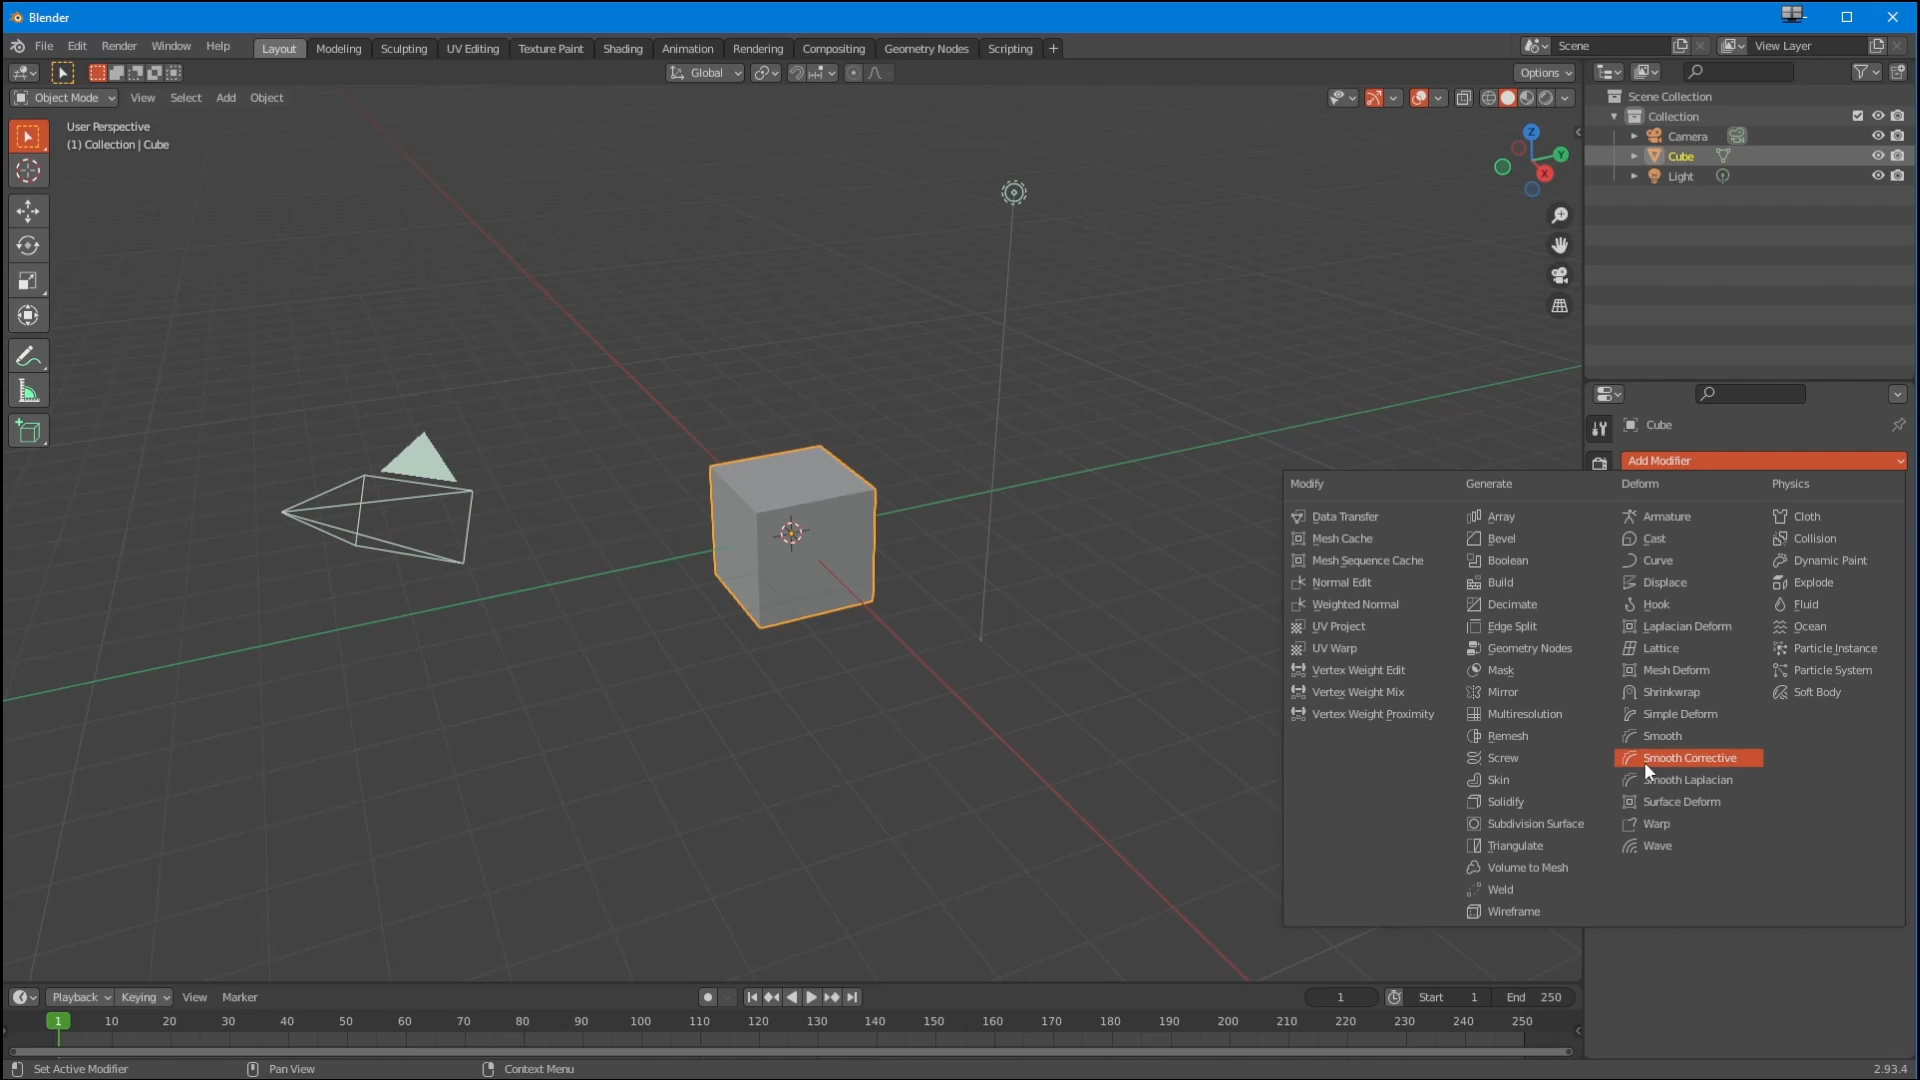 Blender
File Edit Render Window Help Layout Modeling Sculpting UV Editing Texture Paint Shading Animation Rendering Compositing Geometry Nodes Scripting + Scene View Layer
Global Options
Object Mode View Select Add Object
User Perspective
(1) Collection | Cube
Z
Y
X
Scene Collection
Collection
Camera
Cube
Light
Cube
Add Modifier
Modify Generate Deform Physics
Data Transfer Array Armature Cloth
Mesh Cache Bevel Cast Collision
Mesh Sequence Cache Boolean Curve Dynamic Paint
Normal Edit Build Displace Explode
Weighted Normal Decimate Hook Fluid
UV Project Edge Split Laplacian Deform Ocean
UV Warp Geometry Nodes Lattice Particle Instance
Vertex Weight Edit Mask Mesh Deform Particle System
Vertex Weight Mix Mirror Shrinkwrap Soft Body
Vertex Weight Proximity Multiresolution Simple Deform
Remesh Smooth
Screw Smooth Corrective
Skin Smooth Laplacian
Solidify Surface Deform
Subdivision Surface Warp
Triangulate Wave
Volume to Mesh
Weld
Wireframe
Playback Keying View Marker 1 Start 1 End 250
1 10 20 30 40 50 60 70 80 90 100 110 120 130 140 150 160 170 180 190 200 210 220 230 240 250
Set Active Modifier Pan View Context Menu 2.93.4